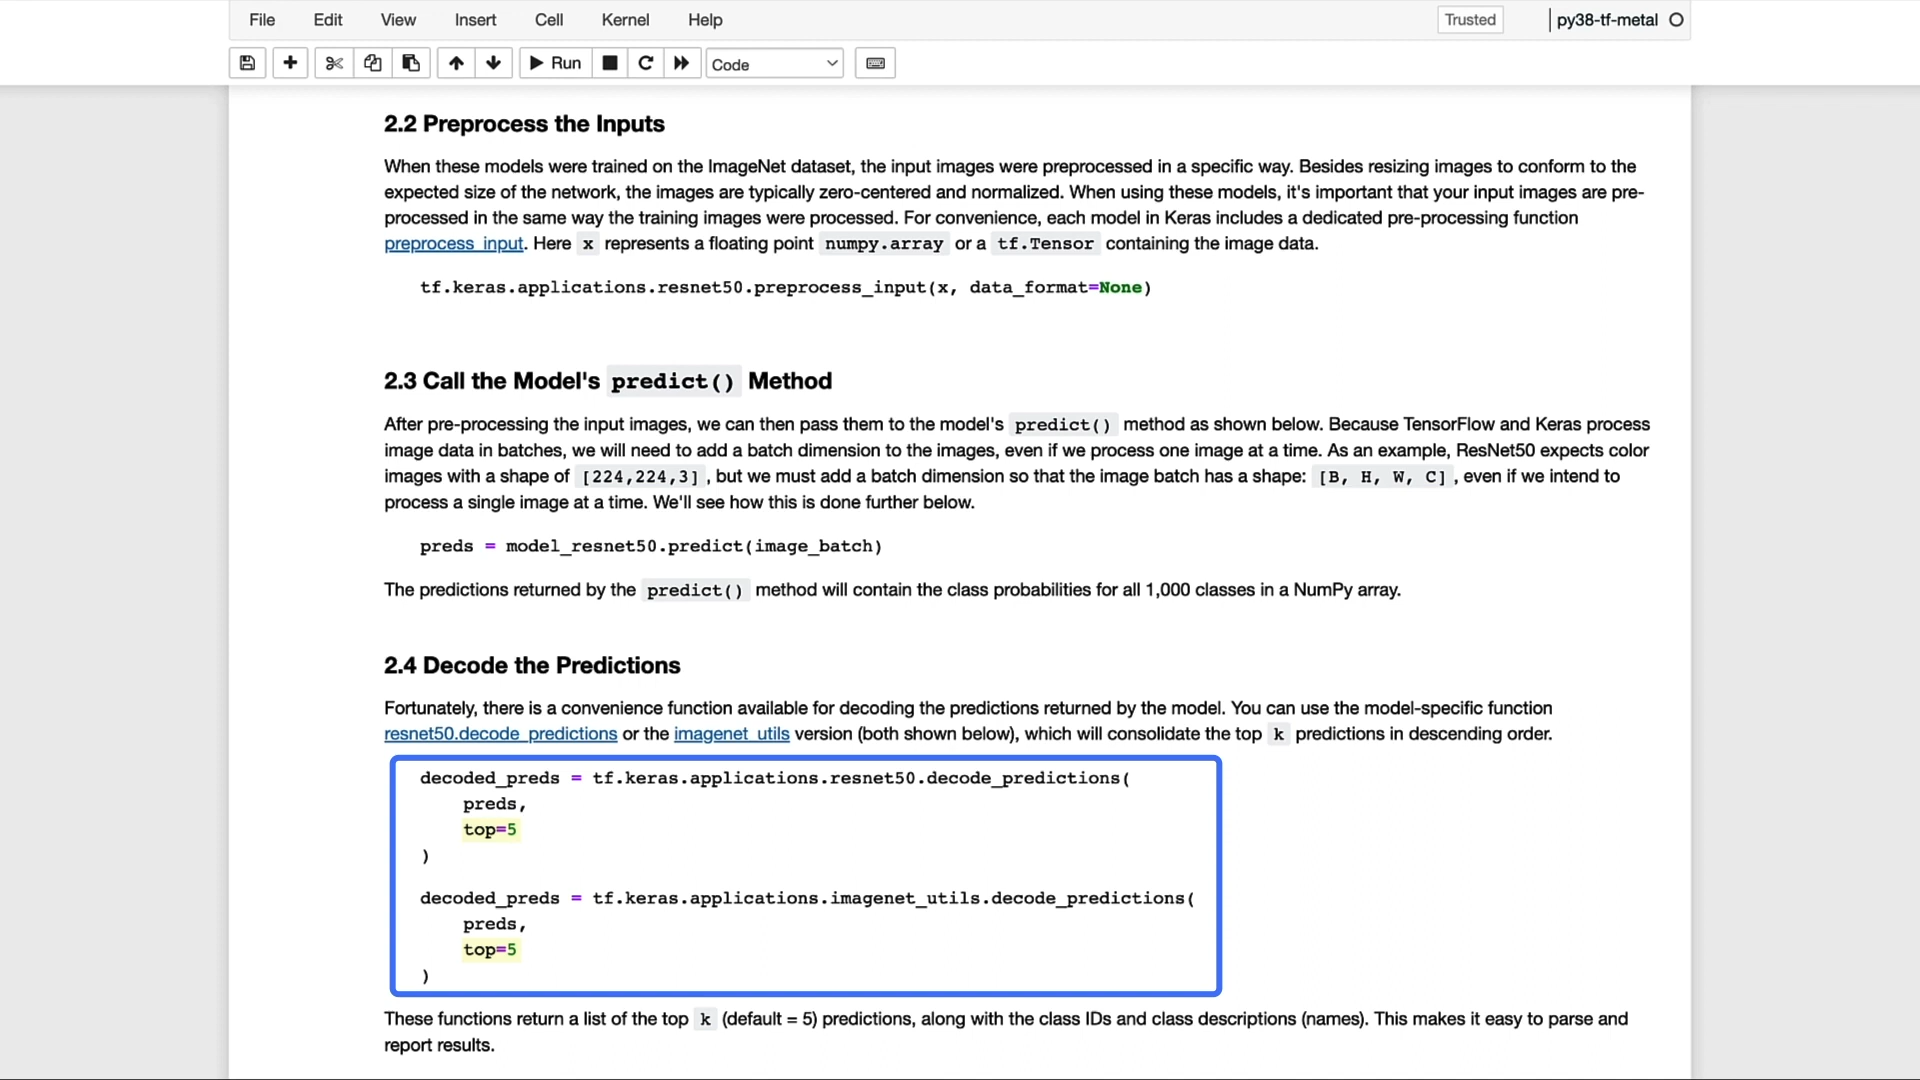 File Edit View Insert Cell Kernel Help Trusted py38-tf-metal
Run Code
2.2 Preprocess the Inputs
When these models were trained on the ImageNet dataset, the input images were preprocessed in a specific way. Besides resizing images to conform to the
expected size of the network, the images are typically zero-centered and normalized. When using these models, it's important that your input images are pre-
processed in the same way the training images were processed. For convenience, each model in Keras includes a dedicated pre-processing function
preprocess_input. Here x represents a floating point numpy.array or a tf.Tensor containing the image data.
tf.keras.applications.resnet50.preprocess_input(x, data_format=None)
2.3 Call the Model's predict() Method
After pre-processing the input images, we can then pass them to the model's predict() method as shown below. Because TensorFlow and Keras process
image data in batches, we will need to add a batch dimension to the images, even if we process one image at a time. As an example, ResNet50 expects color
images with a shape of [224,224,3] , but we must add a batch dimension so that the image batch has a shape: [B, H, W, C] , even if we intend to
process a single image at a time. We'll see how this is done further below.
preds = model_resnet50.predict(image_batch)
The predictions returned by the predict() method will contain the class probabilities for all 1,000 classes in a NumPy array.
2.4 Decode the Predictions
Fortunately, there is a convenience function available for decoding the predictions returned by the model. You can use the model-specific function
resnet50.decode_predictions or the imagenet_utils version (both shown below), which will consolidate the top k predictions in descending order.
decoded_preds = tf.keras.applications.resnet50.decode_predictions(
preds,
top=5
)
decoded_preds = tf.keras.applications.imagenet_utils.decode_predictions(
preds,
top=5
)
These functions return a list of the top k (default = 5) predictions, along with the class IDs and class descriptions (names). This makes it easy to parse and
report results.